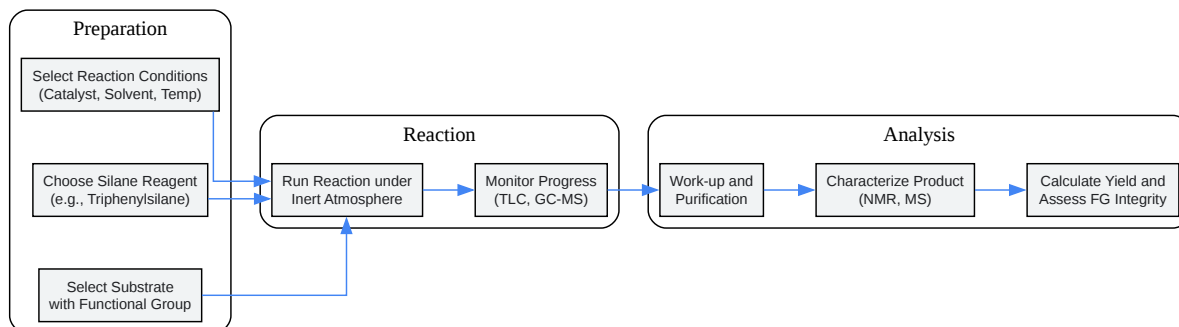 Preparation
Select Reaction Conditions
(Catalyst, Solvent, Temp)
Choose Silane Reagent
(e.g., Triphenylsilane)
Select Substrate
with Functional Group
Reaction
Run Reaction under
Inert Atmosphere
Monitor Progress
(TLC, GC-MS)
Analysis
Work-up and
Purification
Characterize Product
(NMR, MS)
Calculate Yield and
Assess FG Integrity